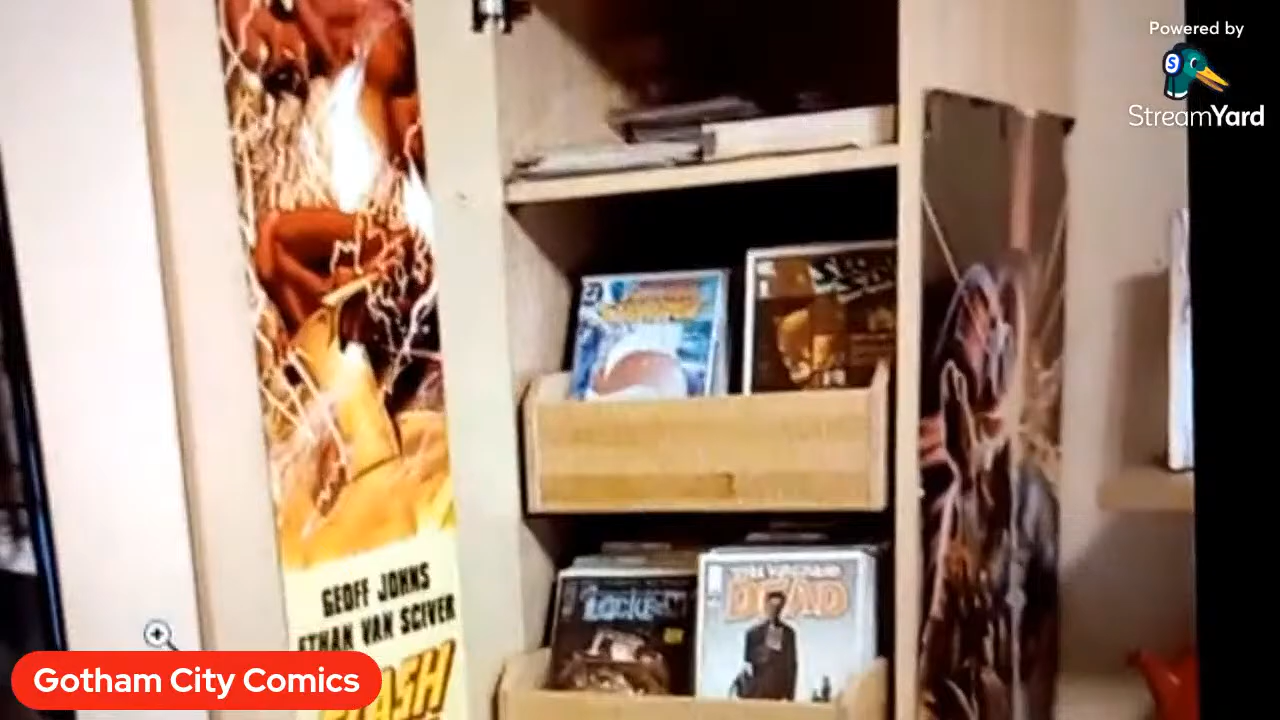 Powered by
S
StreamYard
GEOFF JOHNS
ETHAN VAN SCIVER
FLASH
LOCKE
THE WALKING
DEAD
Gotham City Comics